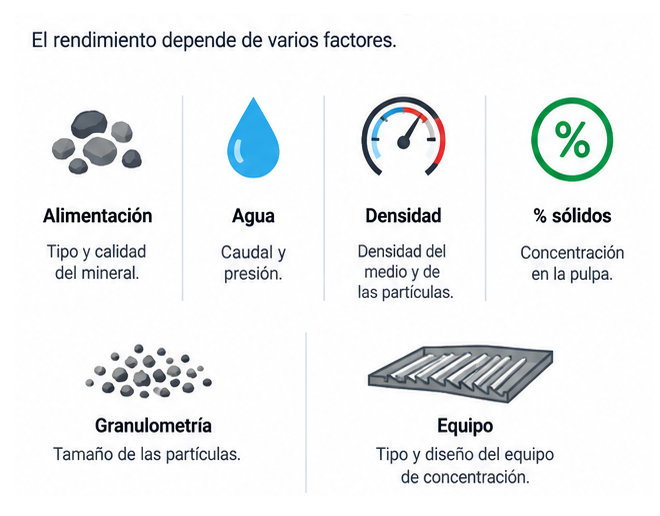 El rendimiento depende de varios factores.
%
Alimentación
Tipo y calidad
del mineral.
Agua
Caudal y
presión.
Densidad
Densidad del
medio y de
las partículas.
% sólidos
Concentración
en la pulpa.
Granulometría
Tamaño de las partículas.
Equipo
Tipo y diseño del equipo
de concentración.